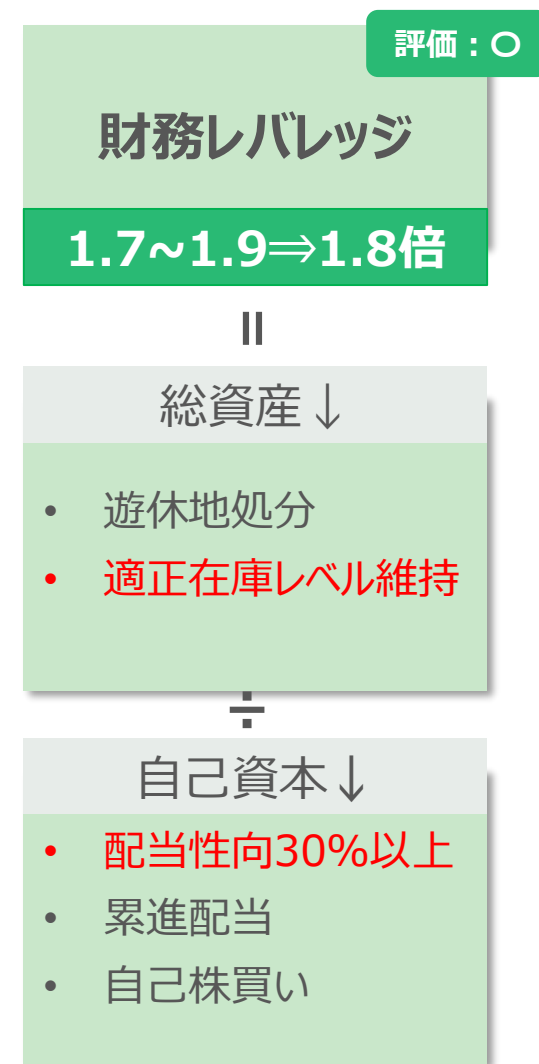 評価：〇
財務レバレッジ
1.7~1.9⇒1.8倍
=
総資産↓
• 遊休地処分
• 適正在庫レベル維持
÷
自己資本↓
• 配当性向30%以上
• 累進配当
• 自己株買い